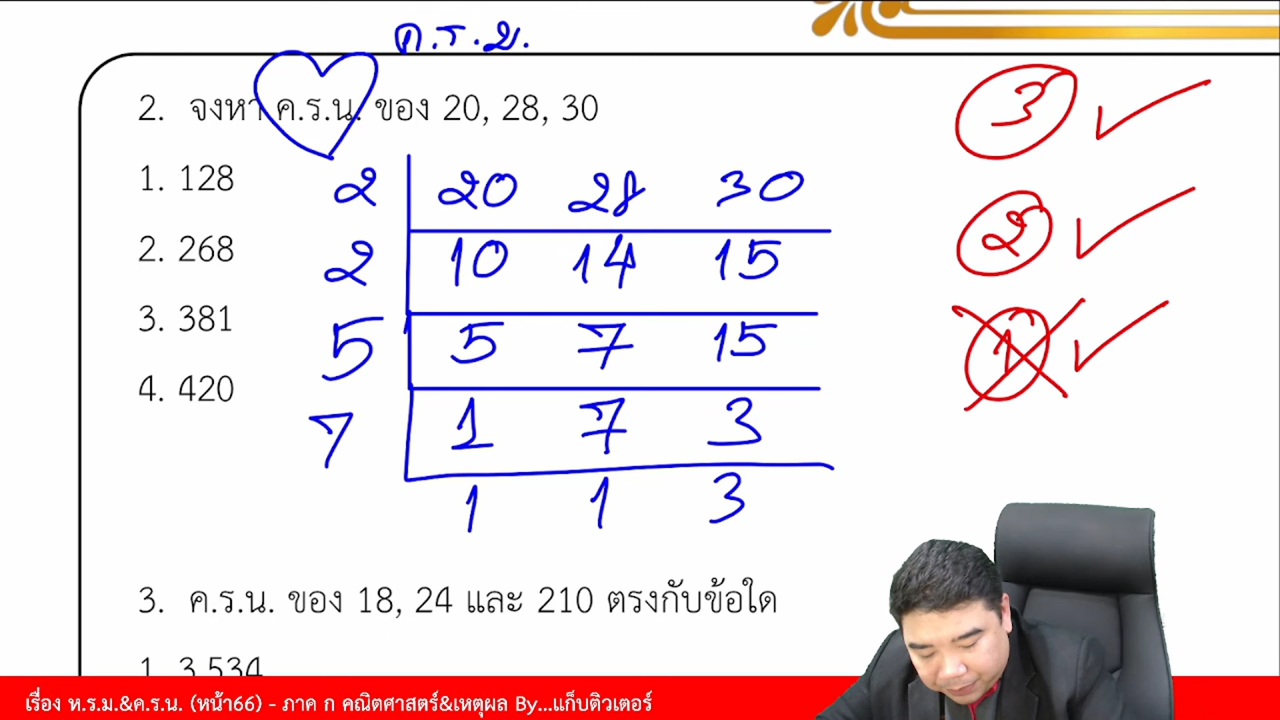 ค.ร.น.
2. จงหา ค.ร.น. ของ 20, 28, 30
3
1. 128
2 20 28 30
2
2. 268
2 10 14 15
3. 381
5 5 7 15
1
4. 420
7 1 7 3
1 1 3
3. ค.ร.น. ของ 18, 24 และ 210 ตรงกับข้อใด
1. 3,534
เรื่อง ห.ร.ม.&ค.ร.น. (หน้า66) - ภาค ก คณิตศาสตร์&เหตุผล By...แก็บติวเตอร์